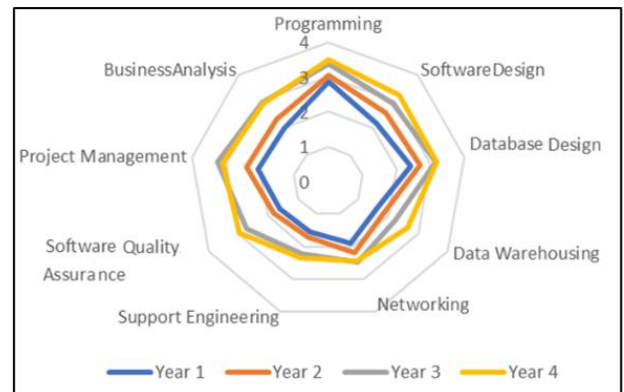 Programming
4
3
2
1
0
SoftwareDesign
Database Design
Data Warehousing
Networking
Support Engineering
Software Quality
Assurance
Project Management
BusinessAnalysis
Year 1 Year 2 Year 3 Year 4